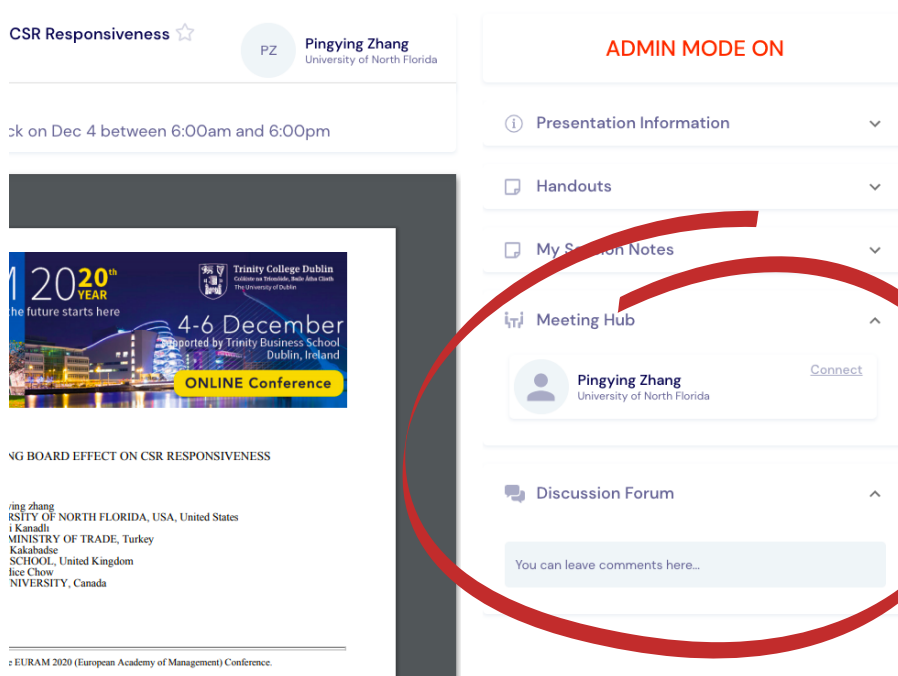 CSR Responsiveness
PZ
Pingying Zhang
University of North Florida
ck on Dec 4 between 6:00am and 6:00pm
M 2020
20th
YEAR
the future starts here
Trinity College Dublin
Coláiste na Tríonóide, Baile Átha Cliath
The University of Dublin
4-6 December
supported by Trinity Business School
Dublin, Ireland
ONLINE Conference
NG BOARD EFFECT ON CSR RESPONSIVENESS
ying zhang
RSITY OF NORTH FLORIDA, USA, United States
i Kanadlı
MINISTRY OF TRADE, Turkey
Kakabadse
SCHOOL, United Kingdom
lice Chow
NIVERSITY, Canada
e EURAM 2020 (European Academy of Management) Conference.
ADMIN MODE ON
Presentation Information
Handouts
My Session Notes
Meeting Hub
Pingying Zhang
University of North Florida
Connect
Discussion Forum
You can leave comments here...